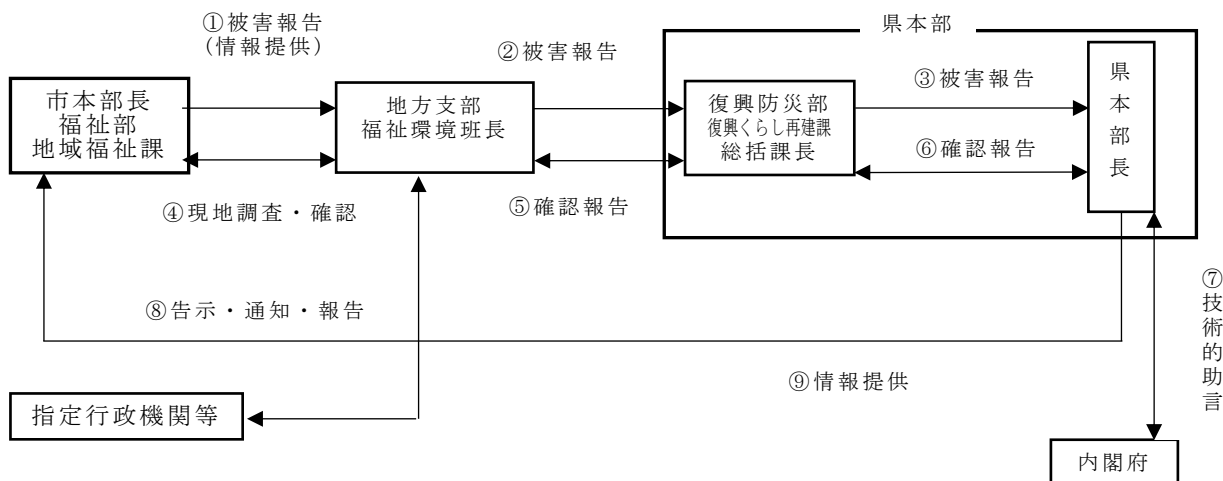 ①被害報告
(情報提供)
②被害報告
県本部
③被害報告
市本部長
福祉部
地域福祉課
地方支部
福祉環境班長
復興防災部
復興くらし再建課
総括課長
県本部長
④現地調査・確認
⑤確認報告
⑥確認報告
⑦技術的助言
⑧告示・通知・報告
⑨情報提供
指定行政機関等
内閣府